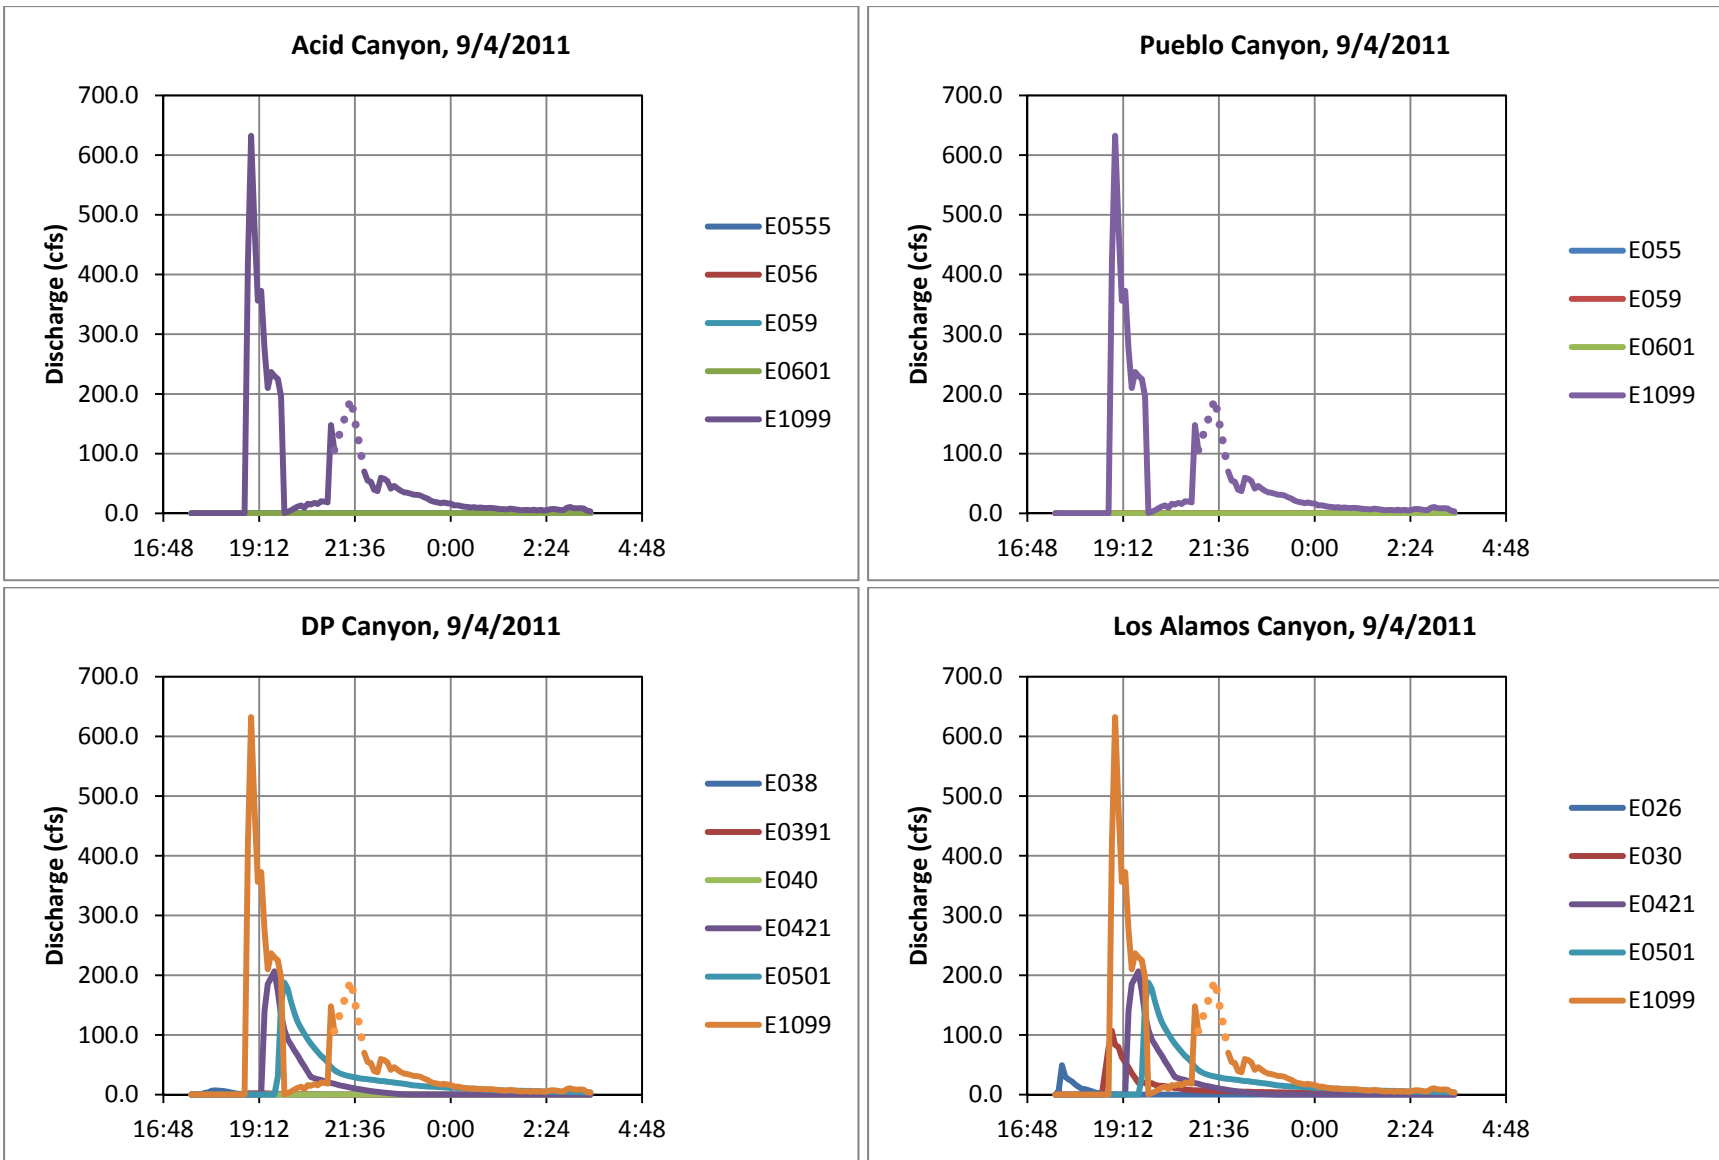 Acid Canyon, 9/4/2011
Discharge (cfs)
700.0
600.0
500.0
400.0
300.0
200.0
100.0
0.0
16:48 19:12 21:36 0:00 2:24 4:48
E0555
E056
E059
E0601
E1099
Pueblo Canyon, 9/4/2011
Discharge (cfs)
700.0
600.0
500.0
400.0
300.0
200.0
100.0
0.0
16:48 19:12 21:36 0:00 2:24 4:48
E055
E059
E0601
E1099
DP Canyon, 9/4/2011
Discharge (cfs)
700.0
600.0
500.0
400.0
300.0
200.0
100.0
0.0
16:48 19:12 21:36 0:00 2:24 4:48
E038
E0391
E040
E0421
E0501
E1099
Los Alamos Canyon, 9/4/2011
Discharge (cfs)
700.0
600.0
500.0
400.0
300.0
200.0
100.0
0.0
16:48 19:12 21:36 0:00 2:24 4:48
E026
E030
E0421
E0501
E1099